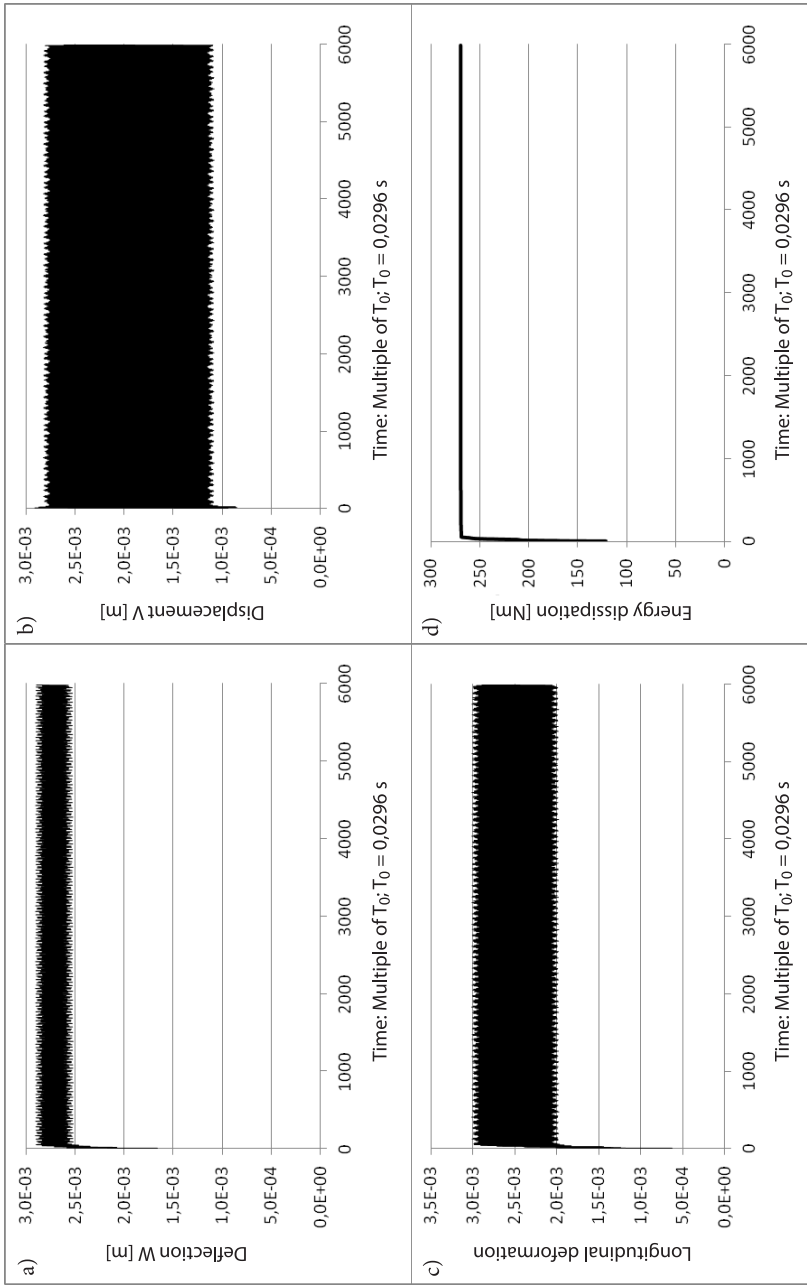 a)
Deflection W [m]
3,0E-03
2,5E-03
2,0E-03
1,5E-03
1,0E-03
5,0E-04
0,0E+00
0 1000 2000 3000 4000 5000 6000
Time: Multiple of T0; T0 = 0,0296 s
b)
Displacement V [m]
3,0E-03
2,5E-03
2,0E-03
1,5E-03
1,0E-03
5,0E-04
0,0E+00
0 1000 2000 3000 4000 5000 6000
Time: Multiple of T0; T0 = 0,0296 s
c)
Longitudinal deformation
3,5E-03
3,0E-03
2,5E-03
2,0E-03
1,5E-03
1,0E-03
5,0E-04
0,0E+00
0 1000 2000 3000 4000 5000 6000
Time: Multiple of T0; T0 = 0,0296 s
d)
Energy dissipation [Nm]
300
250
200
150
100
50
0
0 1000 2000 3000 4000 5000 6000
Time: Multiple of T0; T0 = 0,0296 s